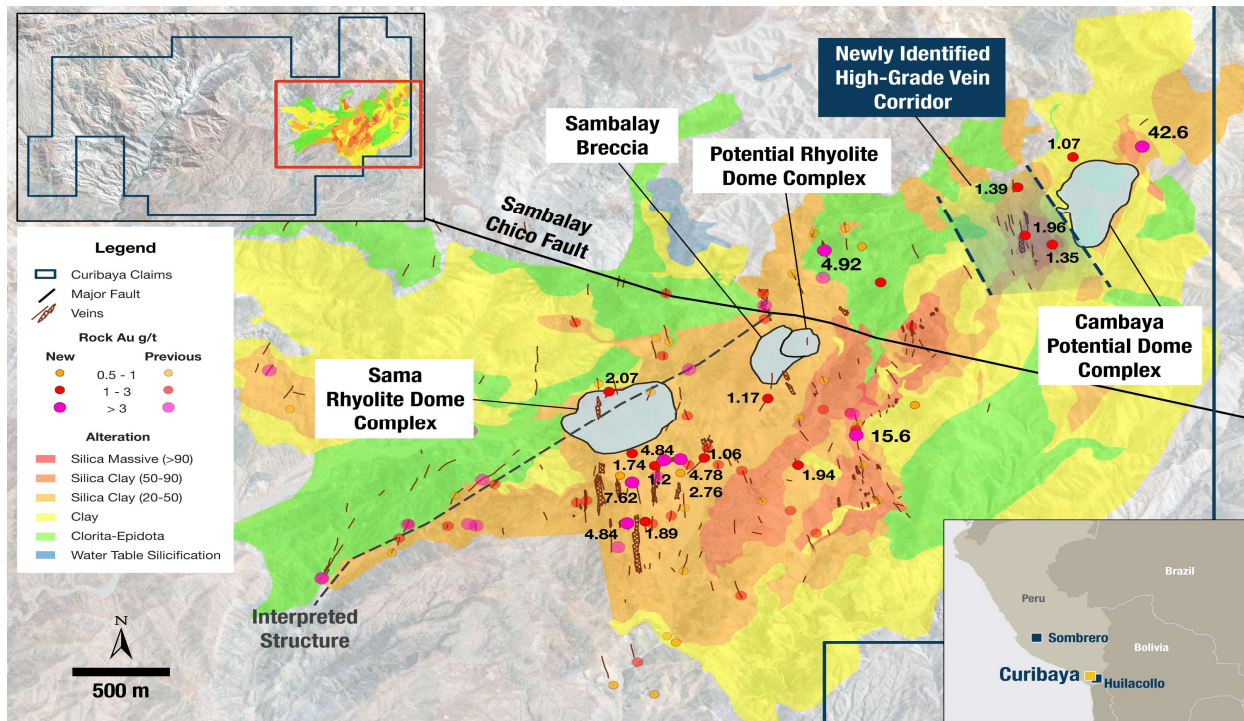 Newly Identified
High-Grade Vein
Corridor
Sambalay
Breccia
Potential Rhyolite
Dome Complex
42.6
1.07
1.39
1.96
1.35
Sambalay
Chico Fault
4.92
Cambaya
Potential Dome
Complex
Sama
Rhyolite Dome
Complex
2.07
1.17
15.6
4.84
1.06
1.74
1.2
4.78
1.94
7.62
2.76
4.84
1.89
Interpreted
Structure
Legend
Curibaya Claims
Major Fault
Veins
Rock Au g/t
New Previous
0.5 - 1
1 - 3
> 3
Alteration
Silica Massive (>90)
Silica Clay (50-90)
Silica Clay (20-50)
Clay
Clorita-Epidota
Water Table Silicification
N
500 m
Brazil
Peru
Sombrero
Bolivia
Curibaya
Huilacollo